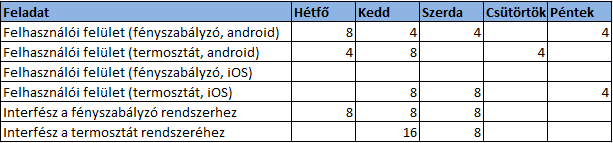 Feladat Hétfő Kedd Szerda Csütörtök Péntek
Felhasználói felület (fényszabályzó, android) 8 4 4 4
Felhasználói felület (termosztát, android) 4 8 4
Felhasználói felület (fényszabályzó, iOS)
Felhasználói felület (termosztát, iOS) 8 8 4
Interfész a fényszabályzó rendszerhez 8 8 8
Interfész a termosztát rendszeréhez 16 8